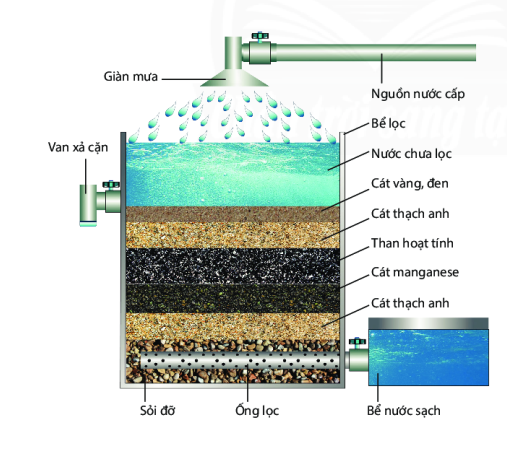 Giàn mưa
Nguồn nước cấp
Bể lọc
Van xả cặn
Nước chưa lọc
Cát vàng, đen
Cát thạch anh
Than hoạt tính
Cát manganese
Cát thạch anh
Sỏi đỡ
Ống lọc
Bể nước sạch